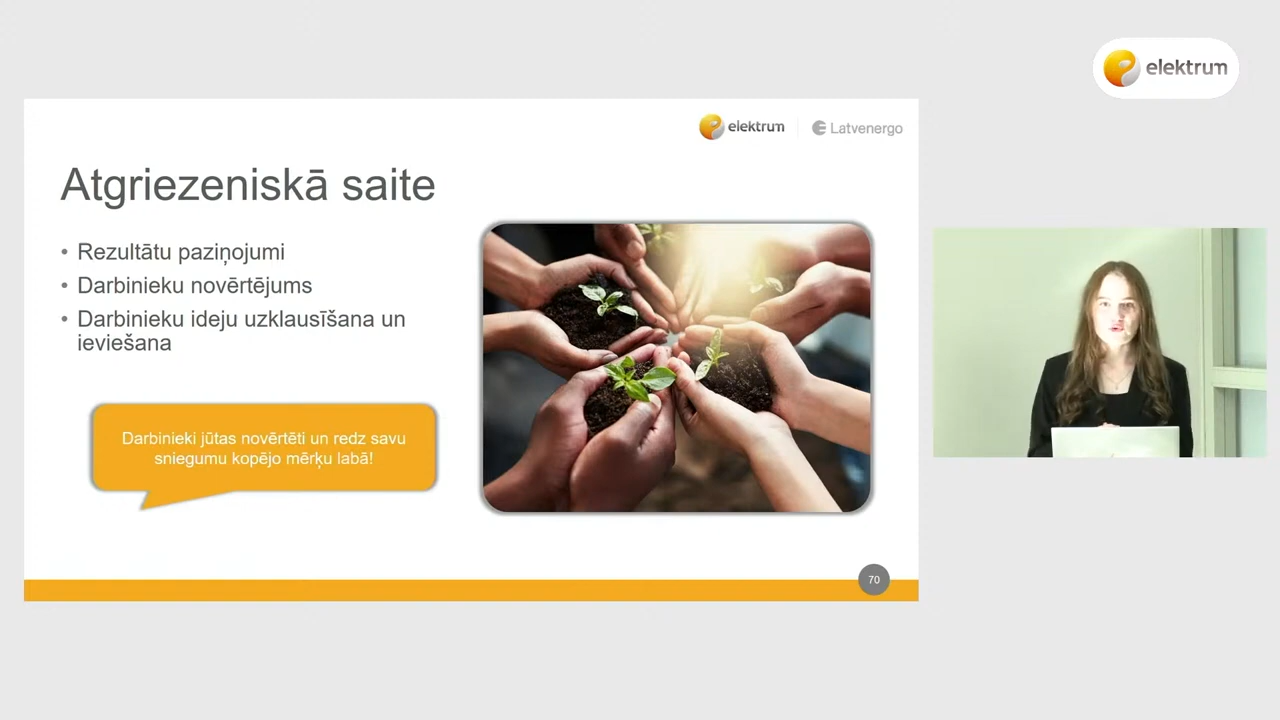 elektrum
elektrum
Latvenergo
Atgriezeniskā saite
• Rezultātu paziņojumi
• Darbinieku novērtējums
• Darbinieku ideju uzklausīšana un
ieviešana
Darbinieki jūtas novērtēti un redz savu
sniegumu kopējo mērķu labā!
70